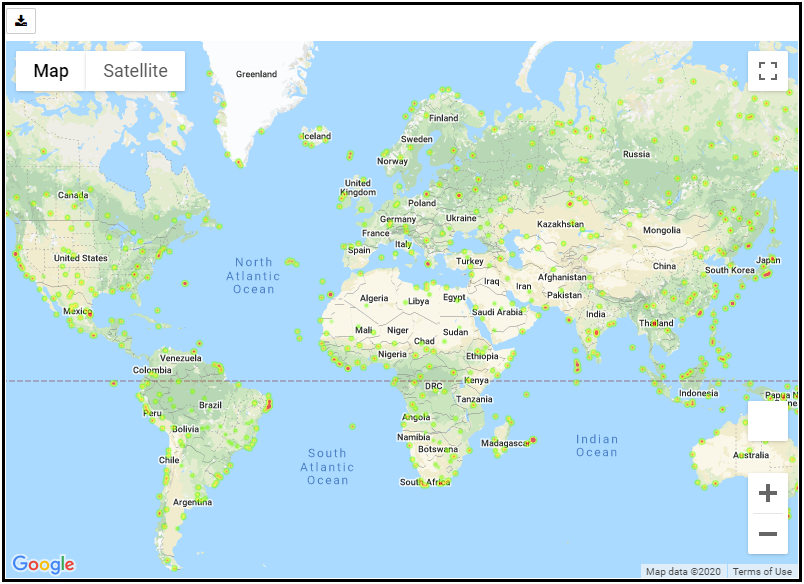 Map Satellite
Greenland
Iceland
Finland
Sweden
Norway
Russia
United
Kingdom
Canada
Poland
Germany
Ukraine
Kazakhstan
Mongolia
France
Italy
Spain
United States
North
Atlantic
Ocean
Turkey
China
Japan
South Korea
Iraq
Afghanistan
Iran
Pakistan
Algeria
Libya
Egypt
Saudi Arabia
India
Mexico
Mali
Niger
Sudan
Thailand
Chad
Nigeria
Ethiopia
Venezuela
Colombia
Kenya
DRC
Indonesia
Papua N
Tanzania
Brazil
Peru
Angola
Bolivia
Namibia
Botswana
Madagascar
Indian
Ocean
Chile
South
Atlantic
Ocean
Australia
South Africa
Argentina
Google
Map data ©2020 Terms of Use